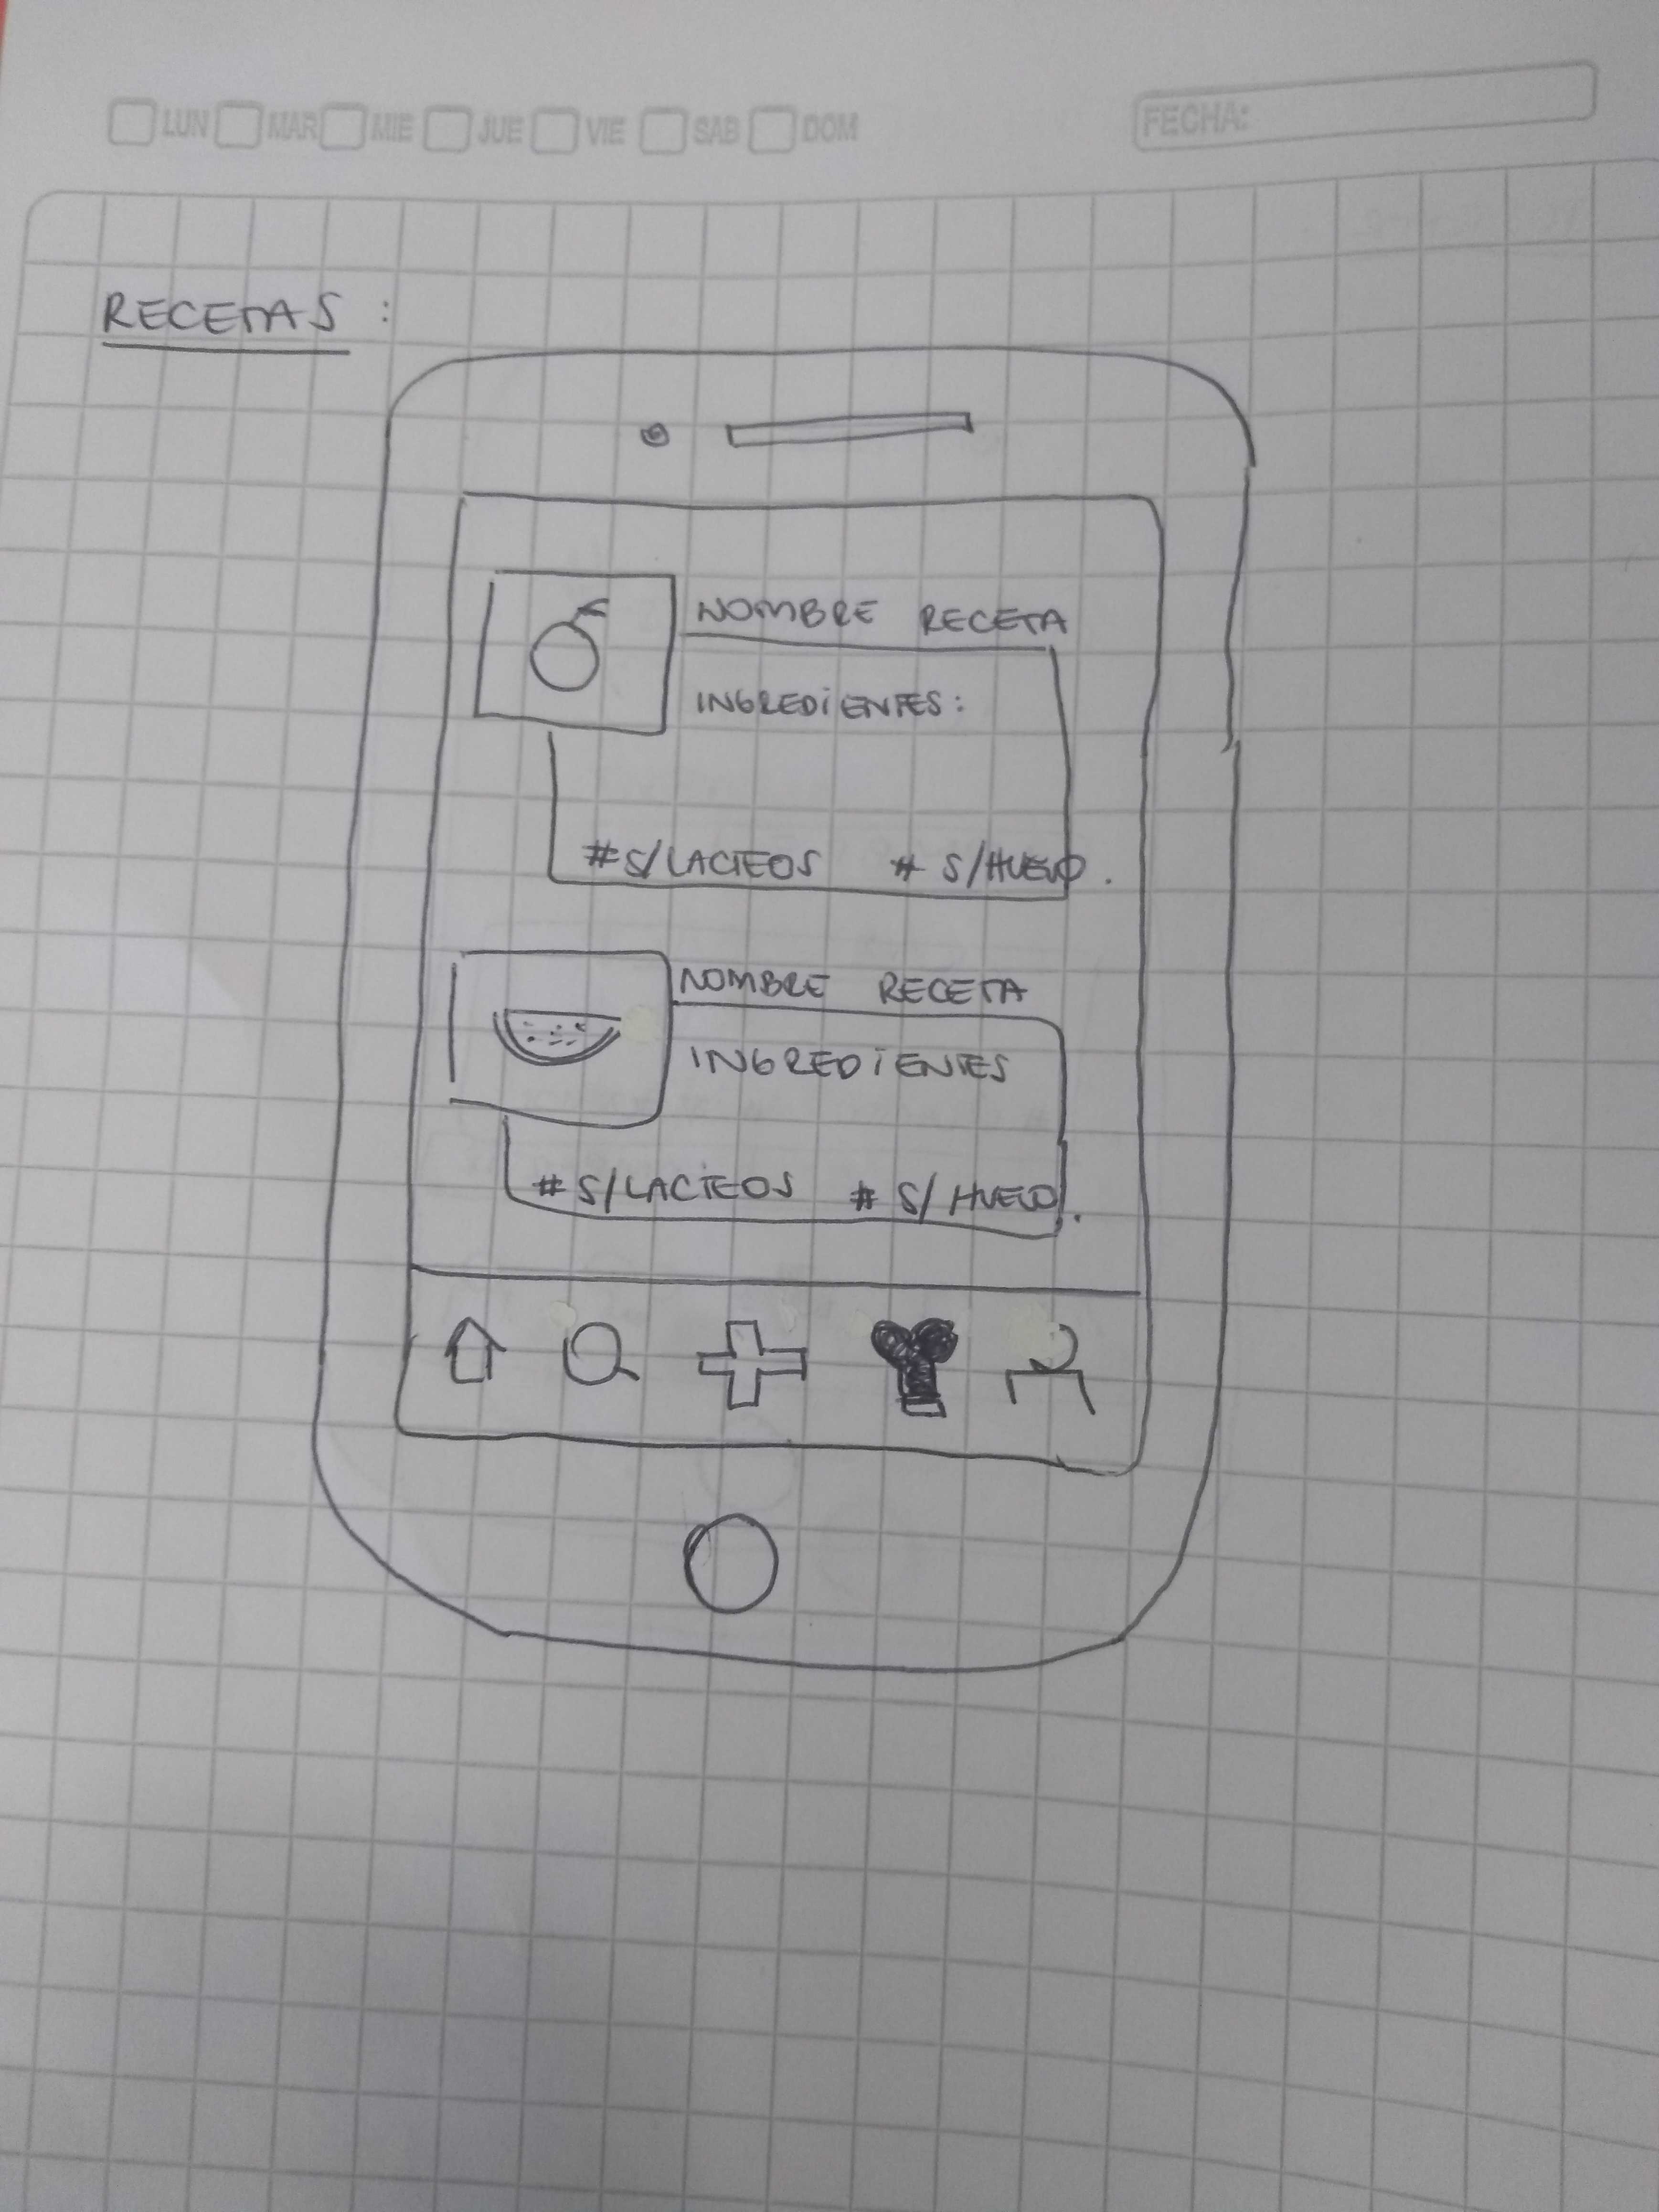 LUN MAR MIE JUE VIE SAB DOM FECHA:
RECETAS :
NOMBRE RECETA
INGREDIENTES:
#S/LACTEOS # S/HUEVO.
NOMBRE RECETA
INGREDIENTES
# S/LACTEOS # S/HUEVO.